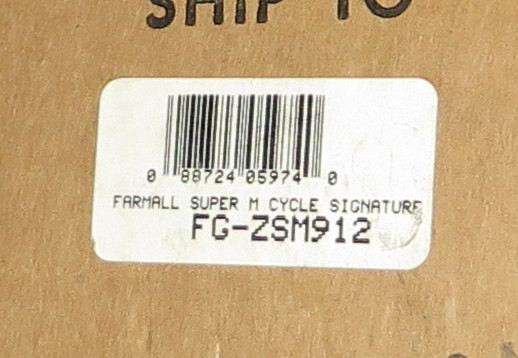 SHIP TO
0 88724 05974 0
FARMALL SUPER M CYCLE SIGNATURE
FG-ZSM912